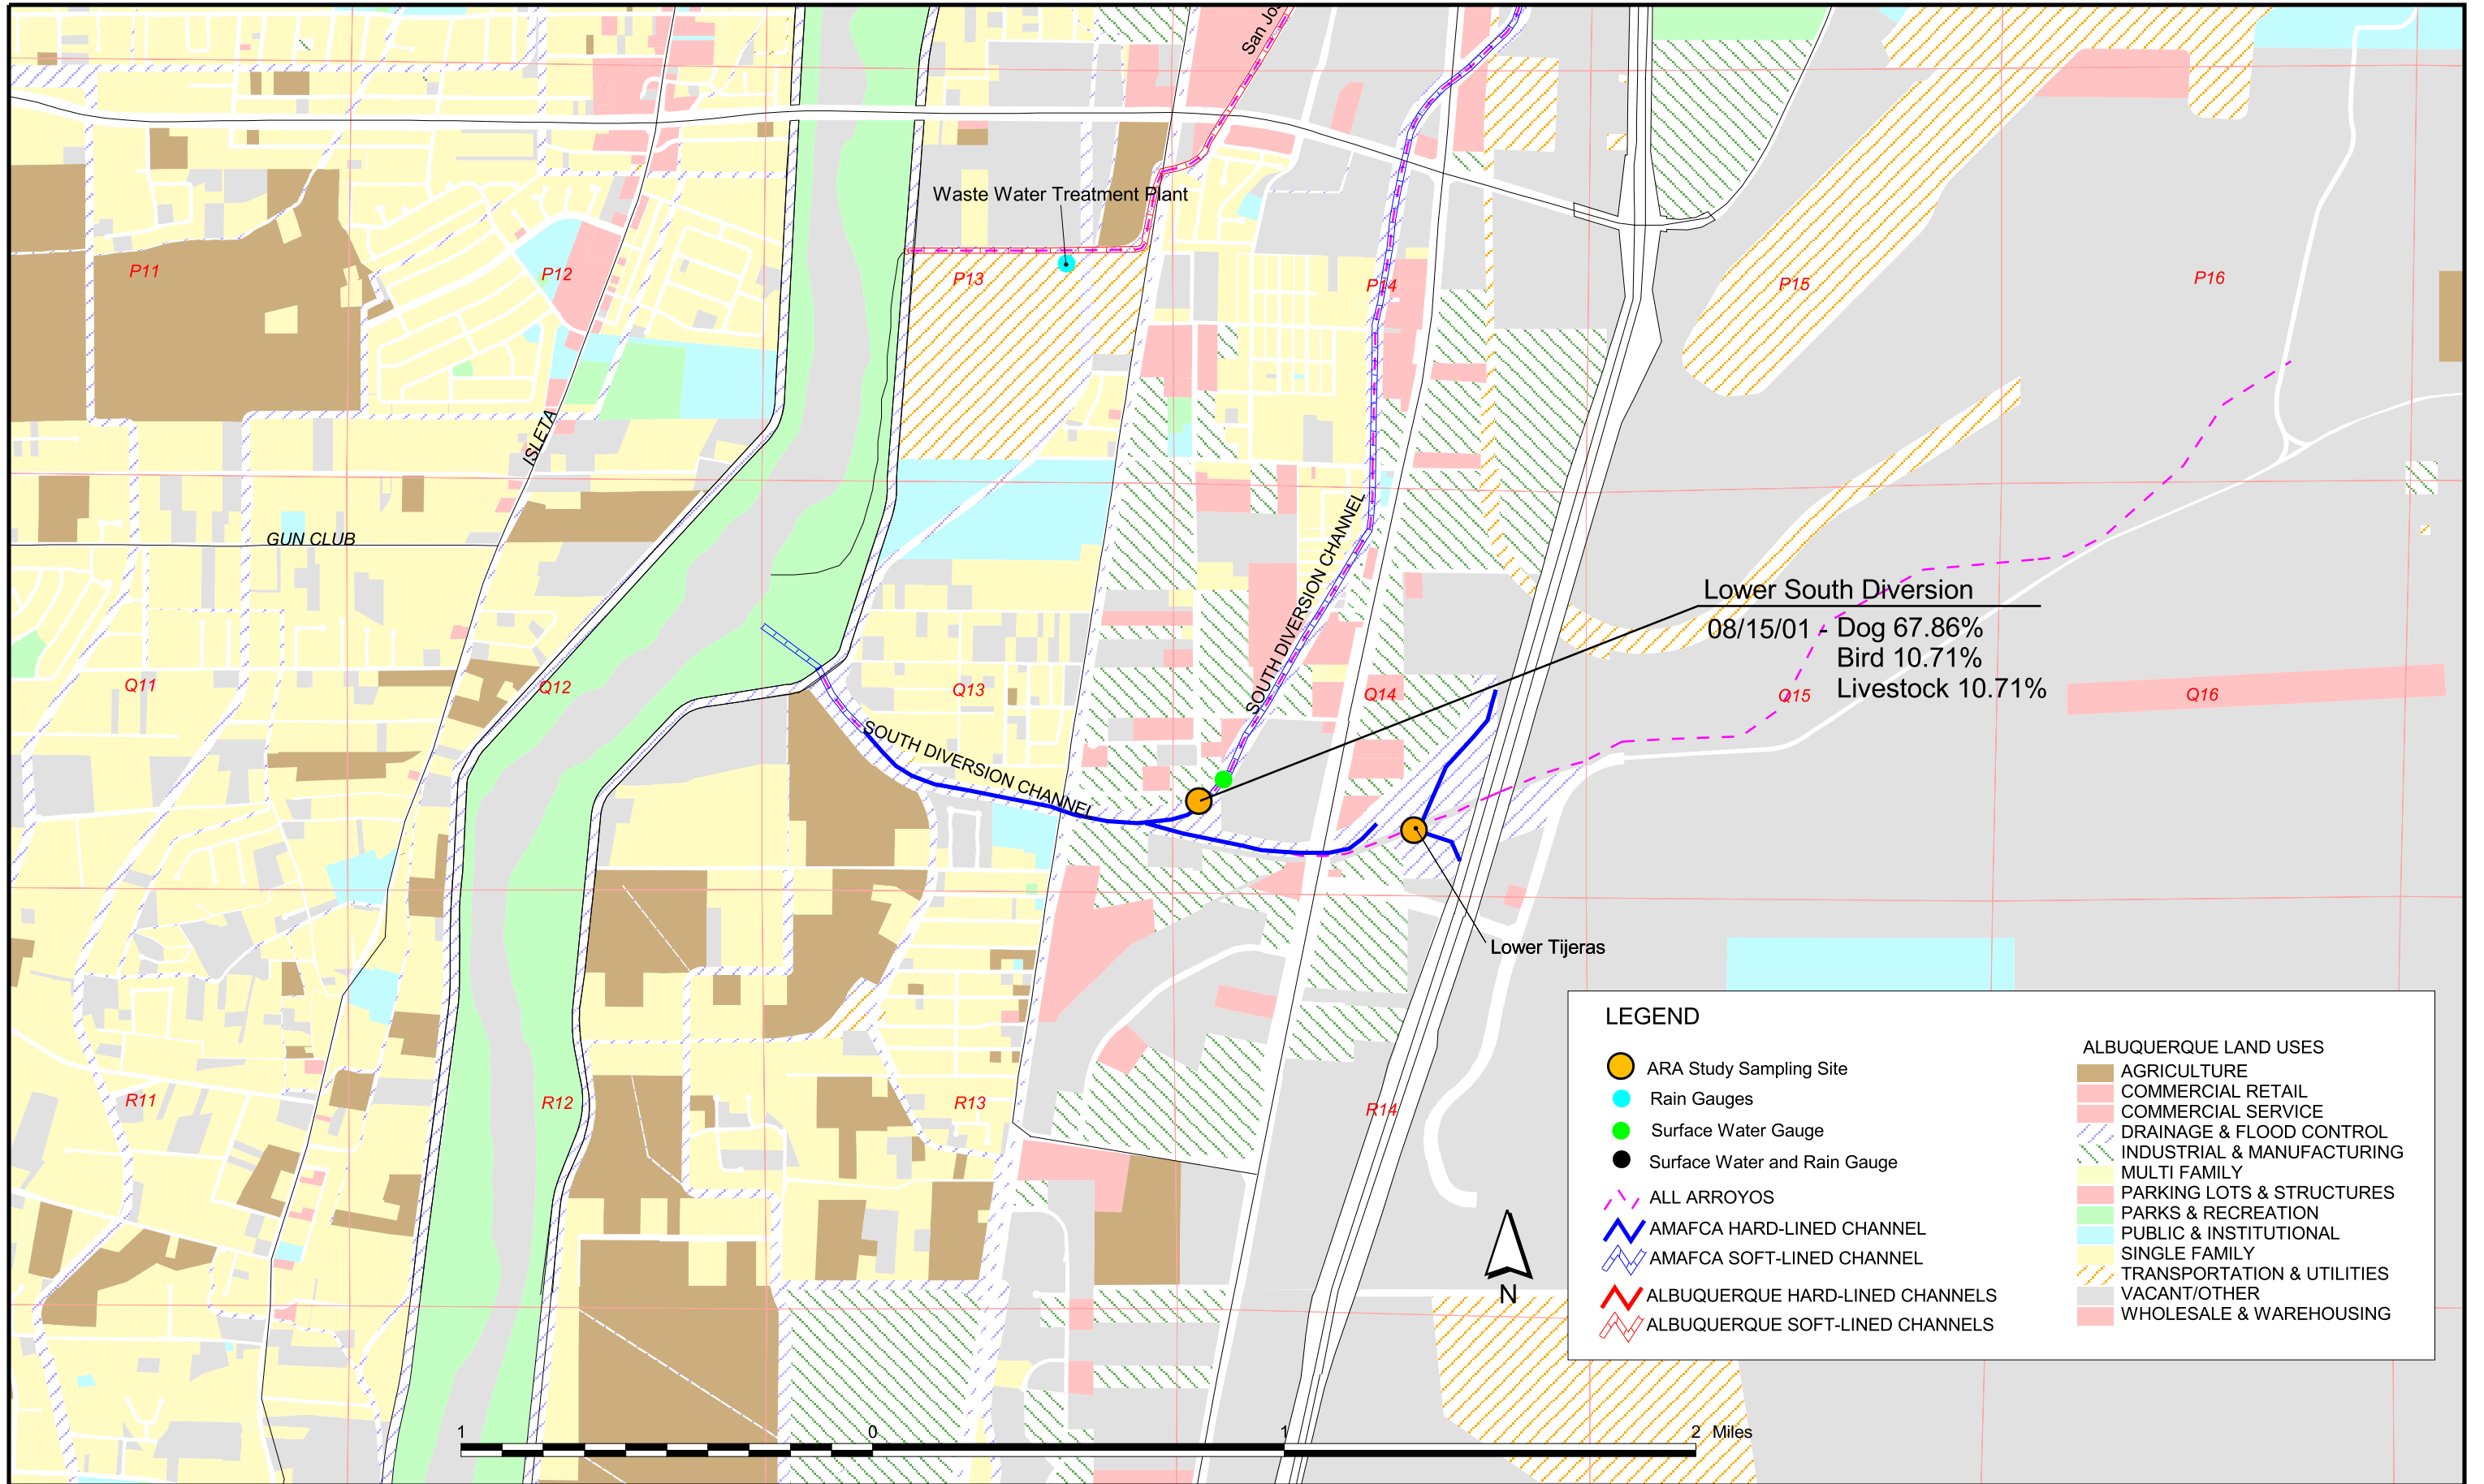 San Jos
Waste Water Treatment Plant
P11
P12
P13
P14
P15
P16
ISLETA
GUN CLUB
SOUTH DIVERSION CHANNEL
Lower South Diversion
08/15/01 - Dog 67.86%
Bird 10.71%
Livestock 10.71%
Q11
Q12
Q13
Q14
Q15
Q16
SOUTH DIVERSION CHANNEL
Lower Tijeras
R11
R12
R13
R14
LEGEND
ARA Study Sampling Site
Rain Gauges
Surface Water Gauge
Surface Water and Rain Gauge
ALL ARROYOS
AMAFCA HARD-LINED CHANNEL
AMAFCA SOFT-LINED CHANNEL
ALBUQUERQUE HARD-LINED CHANNELS
ALBUQUERQUE SOFT-LINED CHANNELS
ALBUQUERQUE LAND USES
AGRICULTURE
COMMERCIAL RETAIL
COMMERCIAL SERVICE
DRAINAGE & FLOOD CONTROL
INDUSTRIAL & MANUFACTURING
MULTI FAMILY
PARKING LOTS & STRUCTURES
PARKS & RECREATION
PUBLIC & INSTITUTIONAL
SINGLE FAMILY
TRANSPORTATION & UTILITIES
VACANT/OTHER
WHOLESALE & WAREHOUSING
N
1 0 1 2 Miles